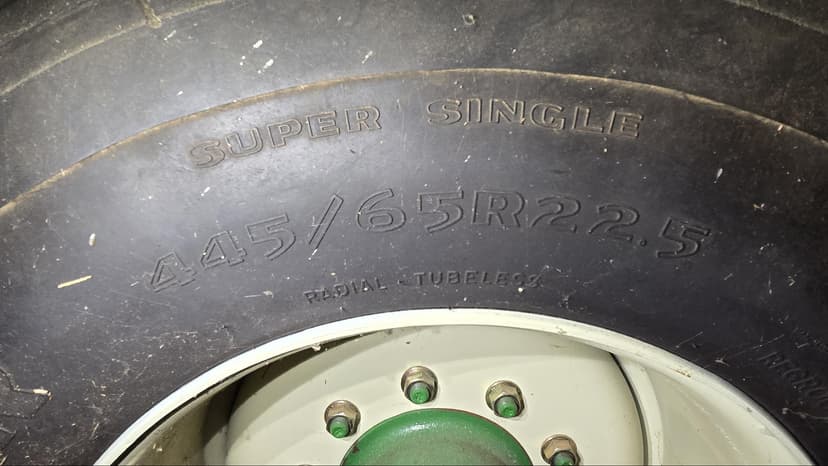 SUPER SINGLE
445/65R22.5
RADIAL - TUBELESS